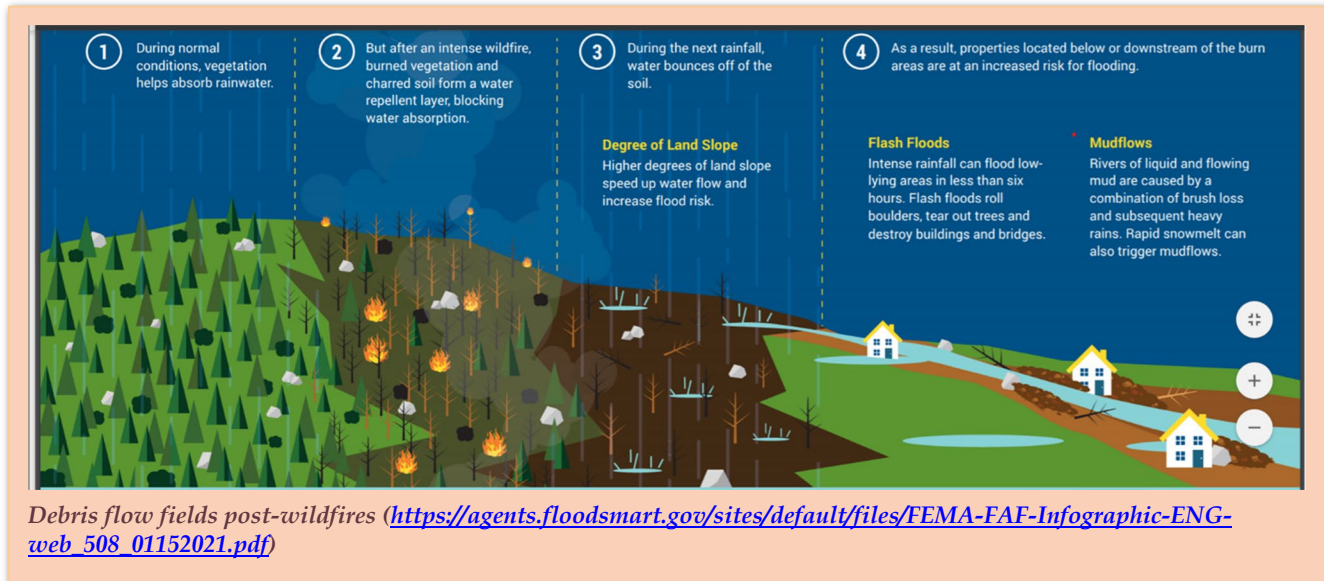 1
During normal
conditions, vegetation
helps absorb rainwater.
2
But after an intense wildfire,
burned vegetation and
charred soil form a water
repellent layer, blocking
water absorption.
3
During the next rainfall,
water bounces off of the
soil.
Degree of Land Slope
Higher degrees of land slope
speed up water flow and
increase flood risk.
4
As a result, properties located below or downstream of the burn
areas are at an increased risk for flooding.
Flash Floods
Intense rainfall can flood low-
lying areas in less than six
hours. Flash floods roll
boulders, tear out trees and
destroy buildings and bridges.
Mudflows
Rivers of liquid and flowing
mud are caused by a
combination of brush loss
and subsequent heavy
rains. Rapid snowmelt can
also trigger mudflows.
Debris flow fields post-wildfires (https://agents.floodsmart.gov/sites/default/files/FEMA-FAF-Infographic-ENG-
web_508_01152021.pdf)